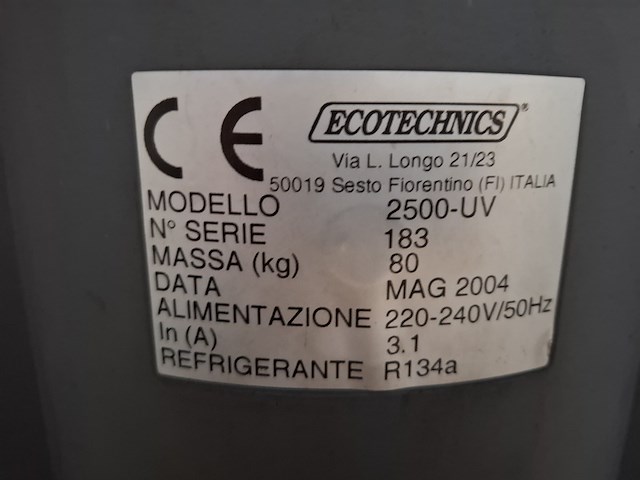 CE
ECOTECHNICS®
Via L. Longo 21/23
50019 Sesto Fiorentino (FI) ITALIA
MODELLO 2500-UV
N° SERIE 183
MASSA (kg) 80
DATA MAG 2004
ALIMENTAZIONE 220-240V/50Hz
In (A) 3.1
REFRIGERANTE R134a